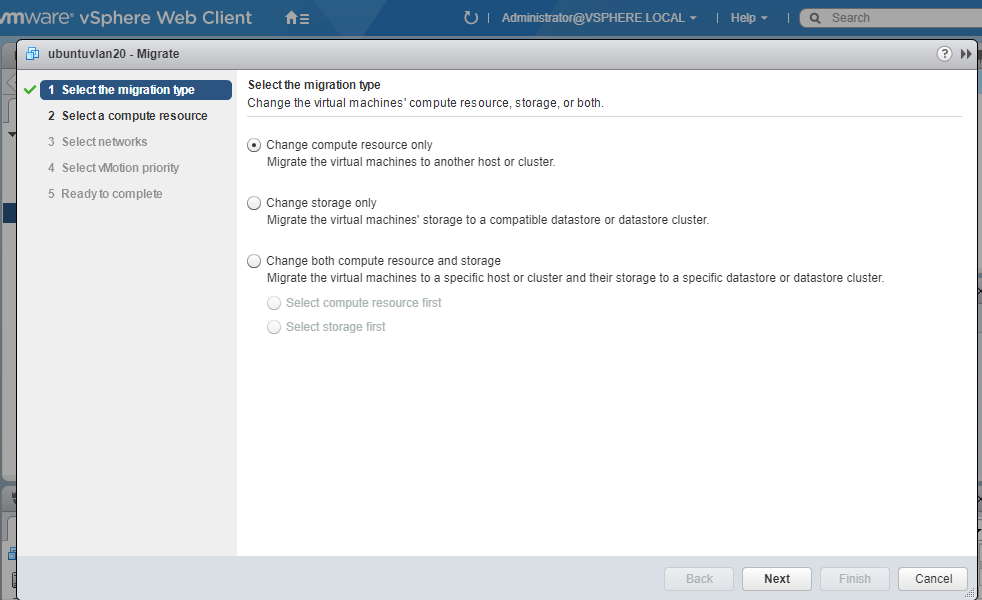 vmware® vSphere Web Client
Administrator@VSPHERE.LOCAL | Help | Search
ubuntuvlan20 - Migrate
1 Select the migration type
2 Select a compute resource
3 Select networks
4 Select vMotion priority
5 Ready to complete
Select the migration type
Change the virtual machines' compute resource, storage, or both.
Change compute resource only
Migrate the virtual machines to another host or cluster.
Change storage only
Migrate the virtual machines' storage to a compatible datastore or datastore cluster.
Change both compute resource and storage
Migrate the virtual machines to a specific host or cluster and their storage to a specific datastore or datastore cluster.
Select compute resource first
Select storage first
Back Next Finish Cancel